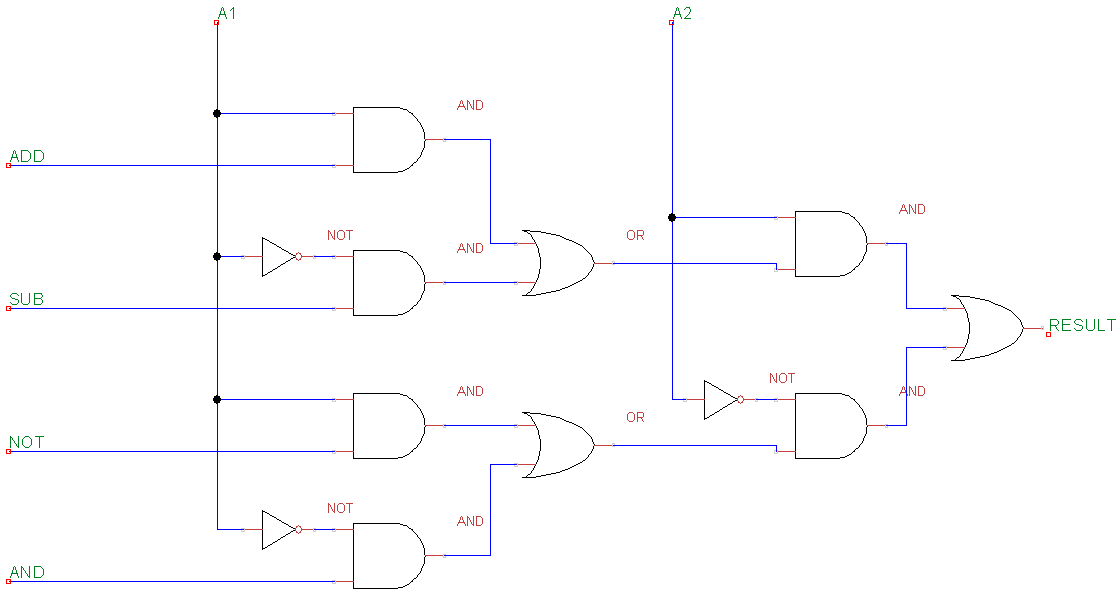 A1
A2
AND
ADD
AND
NOT
AND
OR
SUB
RESULT
NOT
AND
AND
OR
NOT
NOT
AND
AND